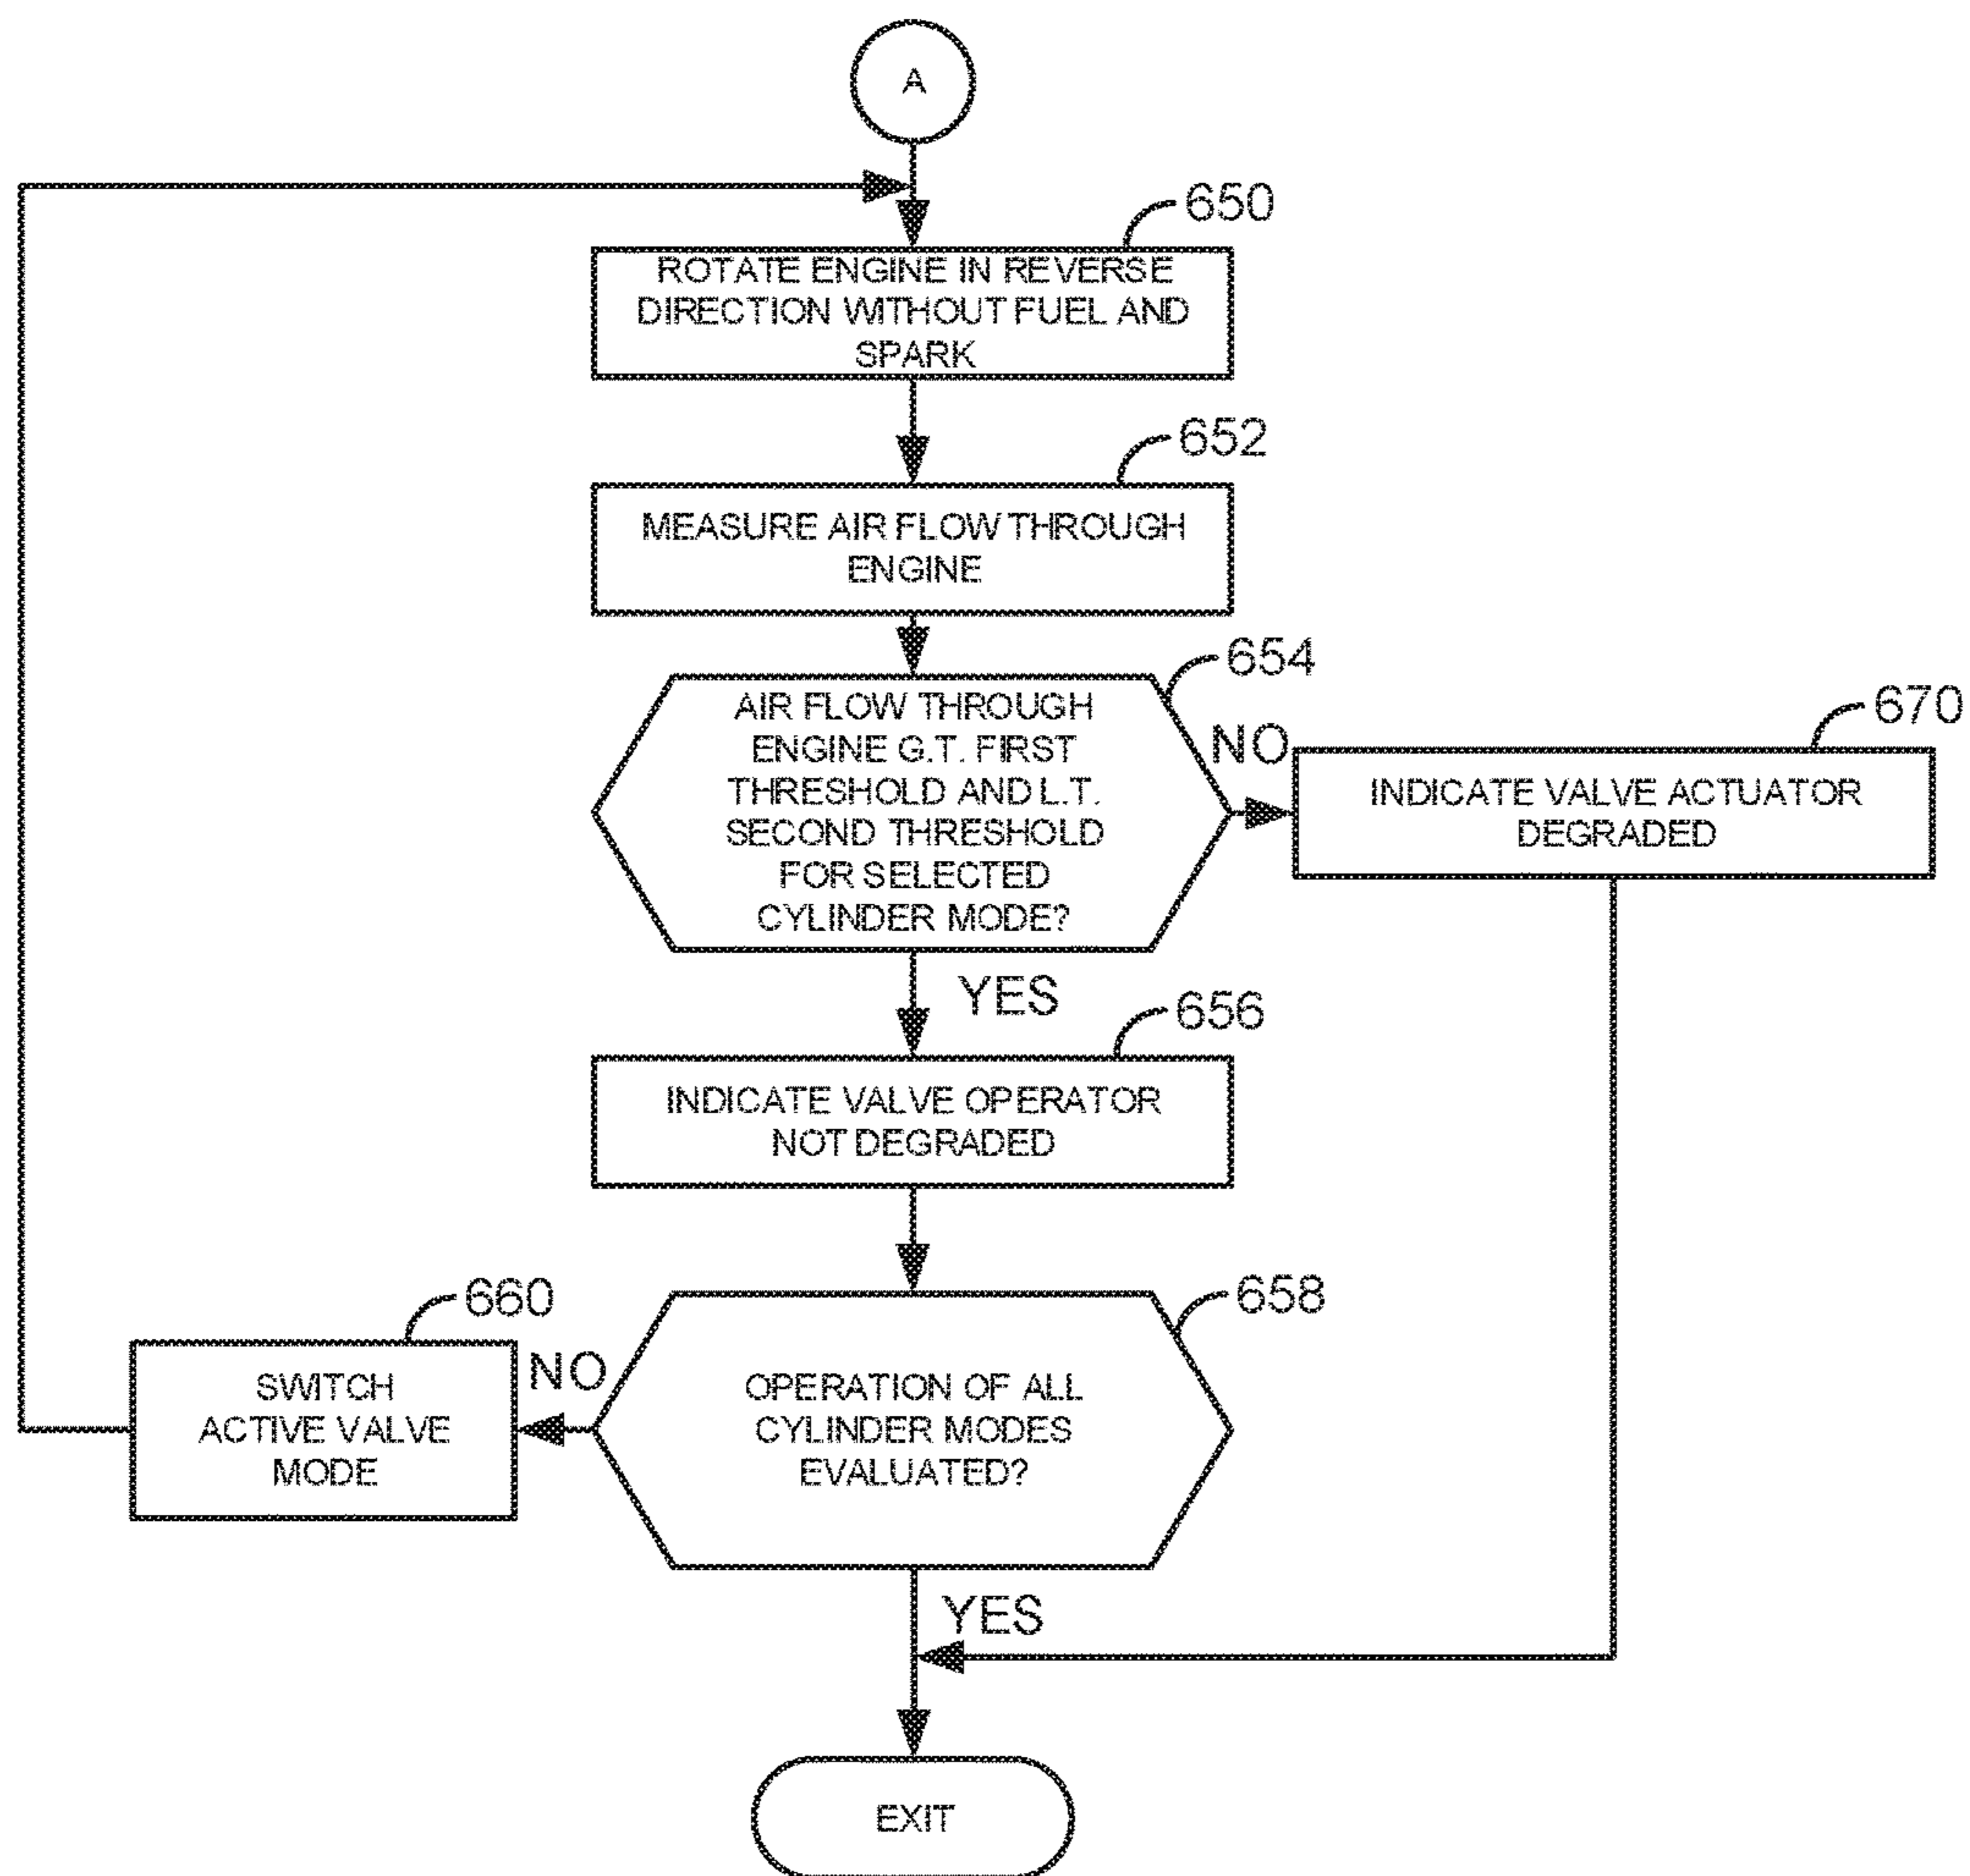 A
650
ROTATE ENGINE IN REVERSE
DIRECTION WITHOUT FUEL AND
SPARK
652
MEASURE AIR FLOW THROUGH
ENGINE
654
AIR FLOW THROUGH
ENGINE G.T. FIRST
THRESHOLD AND L.T.
SECOND THRESHOLD
FOR SELECTED
CYLINDER MODE?
NO
670
INDICATE VALVE ACTUATOR
DEGRADED
YES
656
INDICATE VALVE OPERATOR
NOT DEGRADED
658
OPERATION OF ALL
CYLINDER MODES
EVALUATED?
NO
660
SWITCH
ACTIVE VALVE
MODE
YES
EXIT